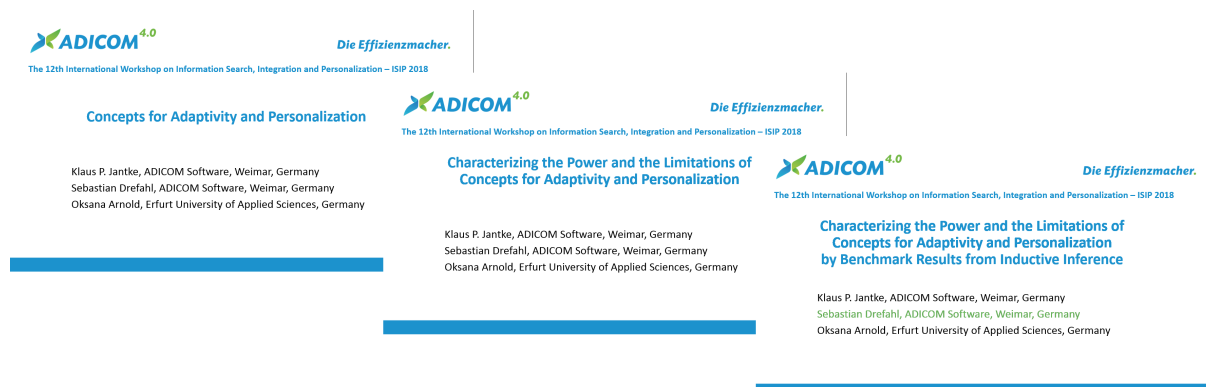 ADICOM 4.0
Die Effizienzmacher.
The 12th International Workshop on Information Search, Integration and Personalization – ISIP 2018
Concepts for Adaptivity and Personalization
Klaus P. Jantke, ADICOM Software, Weimar, Germany
Sebastian Drefahl, ADICOM Software, Weimar, Germany
Oksana Arnold, Erfurt University of Applied Sciences, Germany
ADICOM 4.0
Die Effizienzmacher.
The 12th International Workshop on Information Search, Integration and Personalization – ISIP 2018
Characterizing the Power and the Limitations of
Concepts for Adaptivity and Personalization
Klaus P. Jantke, ADICOM Software, Weimar, Germany
Sebastian Drefahl, ADICOM Software, Weimar, Germany
Oksana Arnold, Erfurt University of Applied Sciences, Germany
ADICOM 4.0
Die Effizienzmacher.
The 12th International Workshop on Information Search, Integration and Personalization – ISIP 2018
Characterizing the Power and the Limitations of
Concepts for Adaptivity and Personalization
by Benchmark Results from Inductive Inference
Klaus P. Jantke, ADICOM Software, Weimar, Germany
Sebastian Drefahl, ADICOM Software, Weimar, Germany
Oksana Arnold, Erfurt University of Applied Sciences, Germany